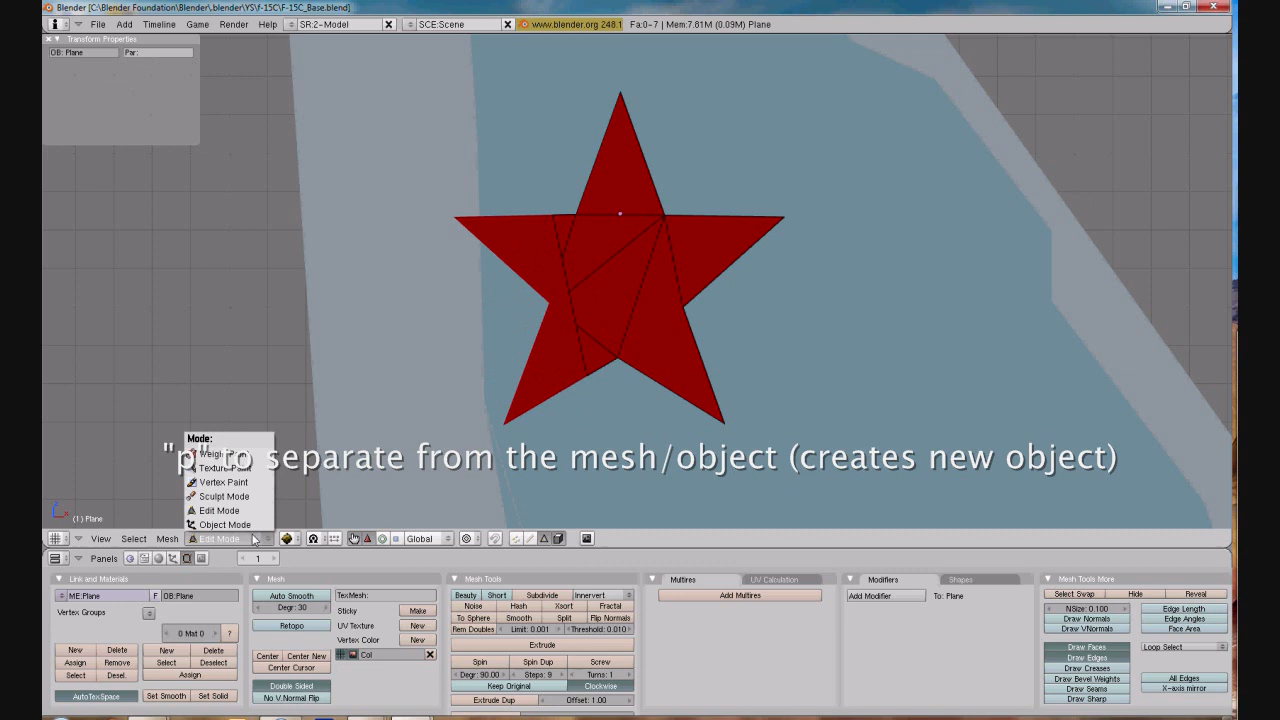 Blender [C:\Blender Foundation\Blender\.blender\YS\f-15C\F-15C_Base.blend]
File Add Timeline Game Render Help SR:2-Model SCE:Scene www.blender.org 248.1 Fa:0-7 | Mem:7.81M (0.09M) Plane
Transform Properties
OB: Plane Par:
Mode:
Texture Paint
Vertex Paint
Sculpt Mode
Edit Mode
Object Mode
"p" to separate from the mesh/object (creates new object)
(1) Plane
View Select Mesh Edit Mode Global
Panels 1
Link and Materials
ME:Plane F OB:Plane
Vertex Groups
0 Mat 0 ?
New Delete New Delete
Assign Remove Select Deselect
Select Desel. Assign
AutoTexSpace Set Smooth Set Solid
Mesh
Auto Smooth TexMesh:
Degr: 30 Sticky Make
Retopo UV Texture New
Vertex Color New
Center Center New Col
Center Cursor
Double Sided
No V.Normal Flip
Mesh Tools
Beauty Short Subdivide Innervert
Noise Hash Xsort Fractal
To Sphere Smooth Split Flip Normals
Rem Doubles Limit: 0.001 Threshold: 0.010
Extrude
Spin Spin Dup Screw
Degr: 90.00 Steps: 9 Turns: 1
Keep Original Clockwise
Extrude Dup Offset: 1.00
Multires UV Calculation
Add Multires
Modifiers Shapes
Add Modifier To: Plane
Mesh Tools More
Select Swap Hide Reveal
NSize: 0.100 Edge Length
Draw Normals Edge Angles
Draw VNormals Face Area
Draw Faces Loop Select
Draw Edges
Draw Creases
Draw Bevel Weights All Edges
Draw Seams X-axis mirror
Draw Sharp